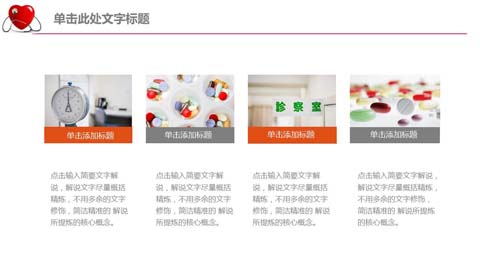 单击此处文字标题
診察室
单击添加标题
单击添加标题
单击添加标题
单击添加标题
点击输入简要文字解
说，解说文字尽量概括
精炼，不用多余的文字
修饰，简洁精准的 解说
所提炼的核心概念。
点击输入简要文字解
说，解说文字尽量概括
精炼，不用多余的文字
修饰，简洁精准的 解说
所提炼的核心概念。
点击输入简要文字解
说，解说文字尽量概括
精炼，不用多余的文字
修饰，简洁精准的 解说
所提炼的核心概念。
点击输入简要文字解说，
解说文字尽量概括精炼，
不用多余的文字修饰，
简洁精准的 解说所提炼
的核心概念。